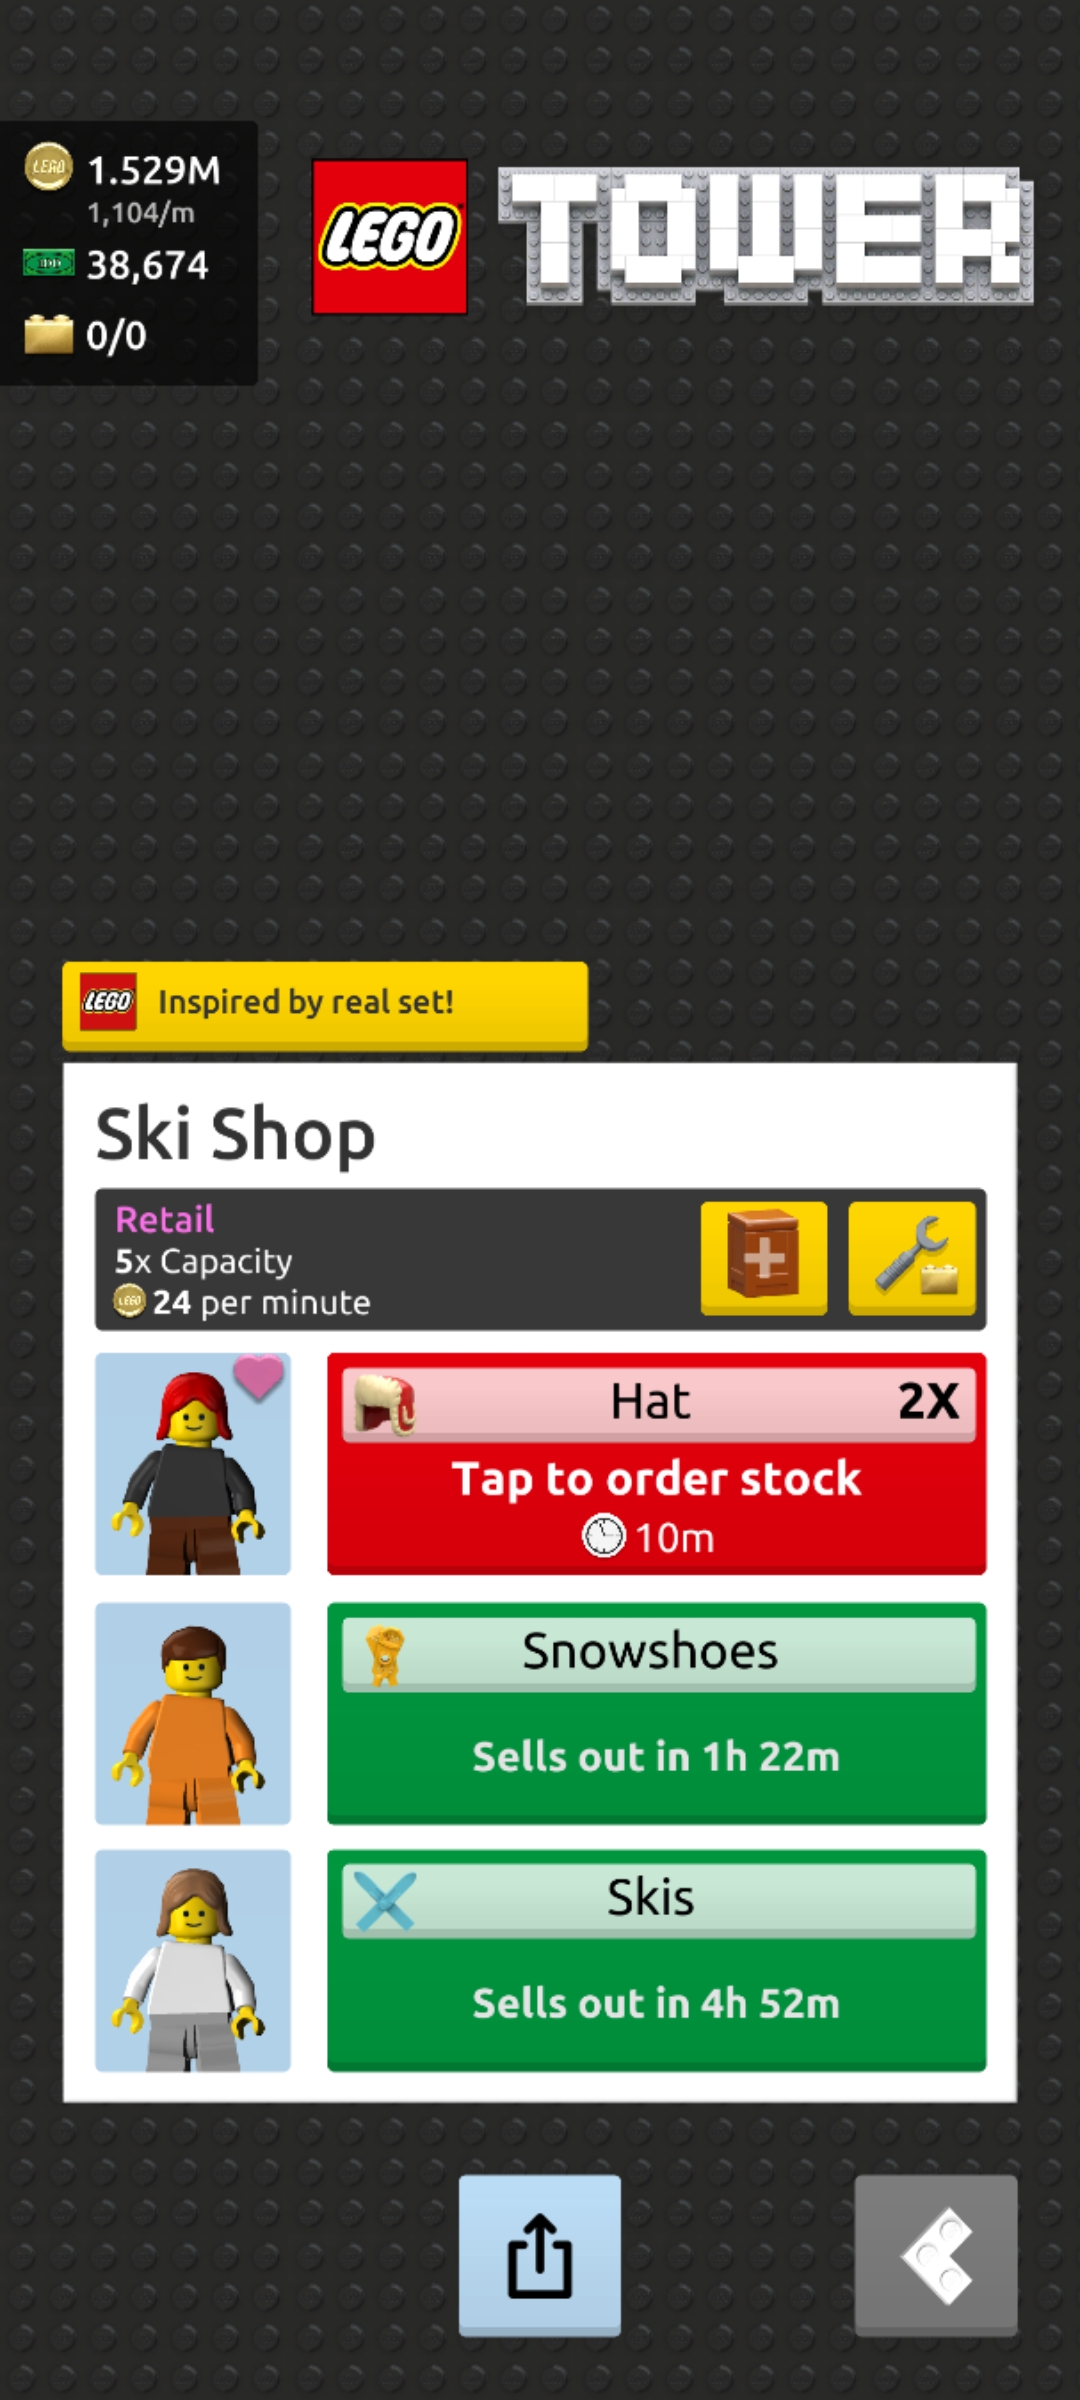 1.529M
1,104/m
38,674
0/0
LEGO TOWER
LEGO Inspired by real set!
Ski Shop
Retail
5x Capacity
24 per minute
Hat 2X
Tap to order stock
10m
Snowshoes
Sells out in 1h 22m
Skis
Sells out in 4h 52m